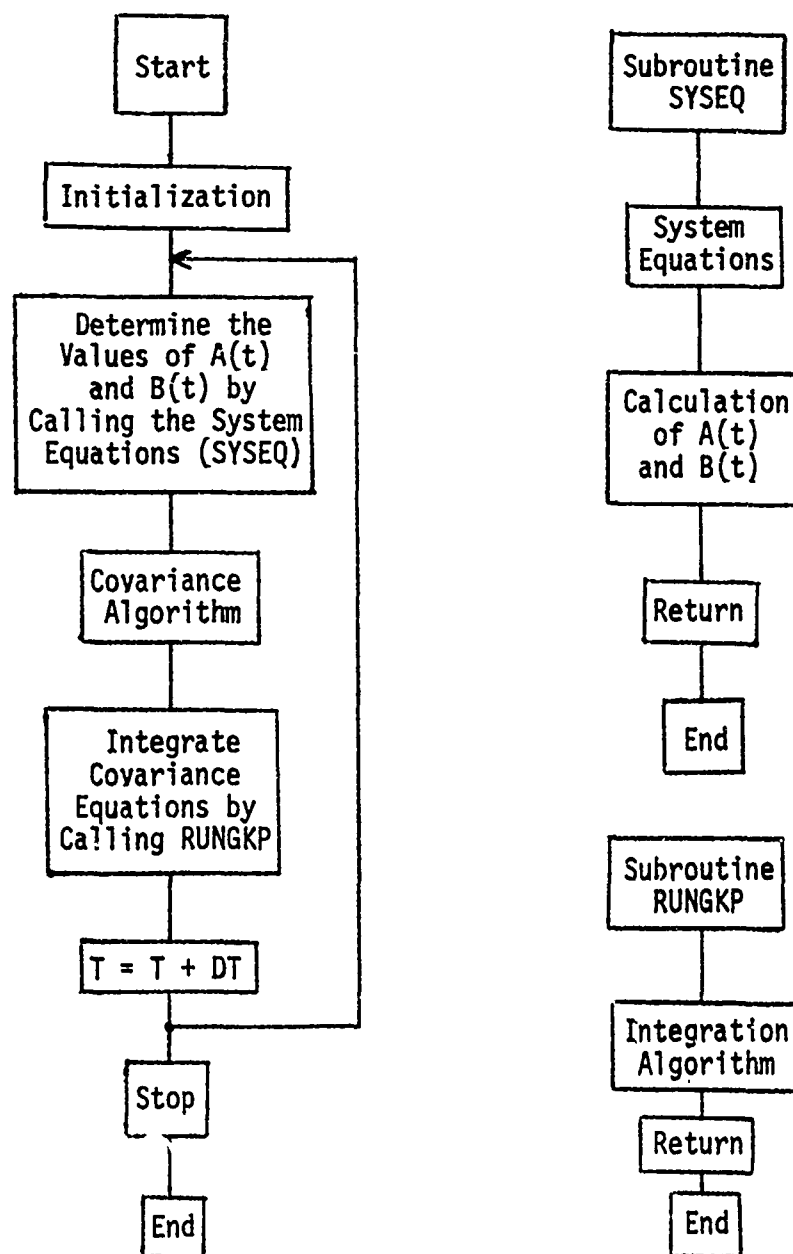 Start
Initialization
Determine the
Values of A(t)
and B(t) by
Calling the System
Equations (SYSEQ)
Covariance
Algorithm
Integrate
Covariance
Equations by
Calling RUNGKP
T = T + DT
Stop
End
Subroutine
SYSEQ
System
Equations
Calculation
of A(t)
and B(t)
Return
End
Subroutine
RUNGKP
Integration
Algorithm
Return
End